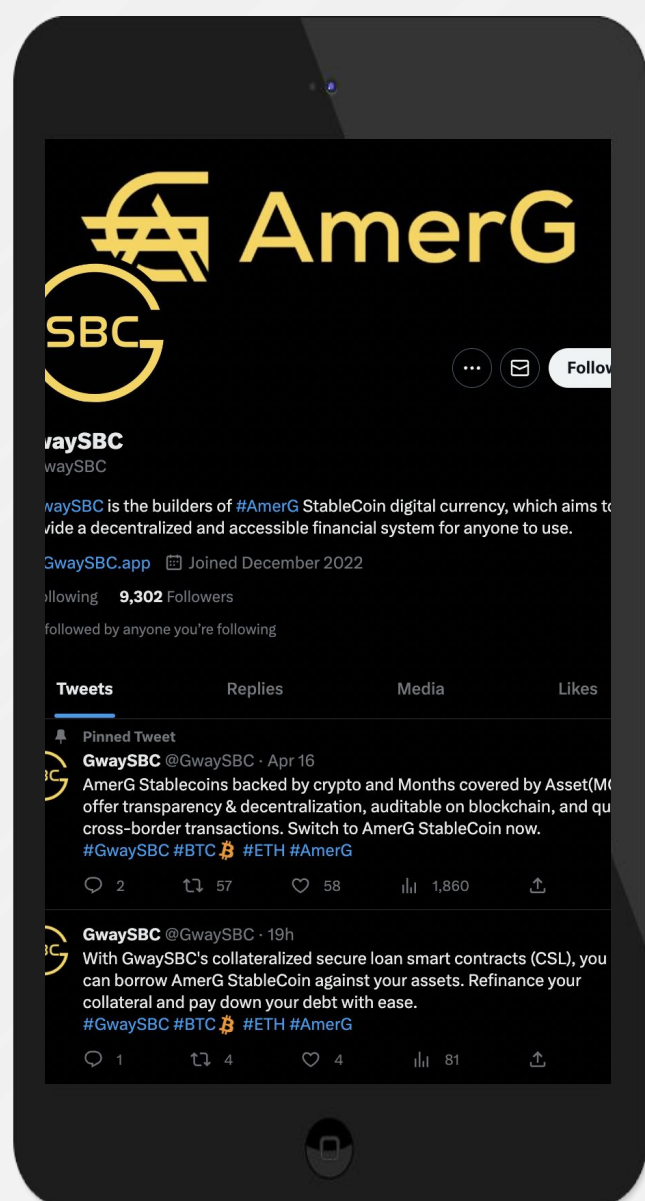 AmerG
SBC
Follow
waySBC
waySBC
waySBC is the builders of #AmerG StableCoin digital currency, which aims to
vide a decentralized and accessible financial system for anyone to use.
GwaySBC.app Joined December 2022
ollowing 9,302 Followers
followed by anyone you're following
Tweets Replies Media Likes
Pinned Tweet
GwaySBC @GwaySBC · Apr 16
AmerG Stablecoins backed by crypto and Months covered by Asset(MC
offer transparency & decentralization, auditable on blockchain, and qu
cross-border transactions. Switch to AmerG StableCoin now.
#GwaySBC #BTC #ETH #AmerG
2 57 58 1,860
GwaySBC @GwaySBC · 19h
With GwaySBC's collateralized secure loan smart contracts (CSL), you
can borrow AmerG StableCoin against your assets. Refinance your
collateral and pay down your debt with ease.
#GwaySBC #BTC #ETH #AmerG
1 4 4 81